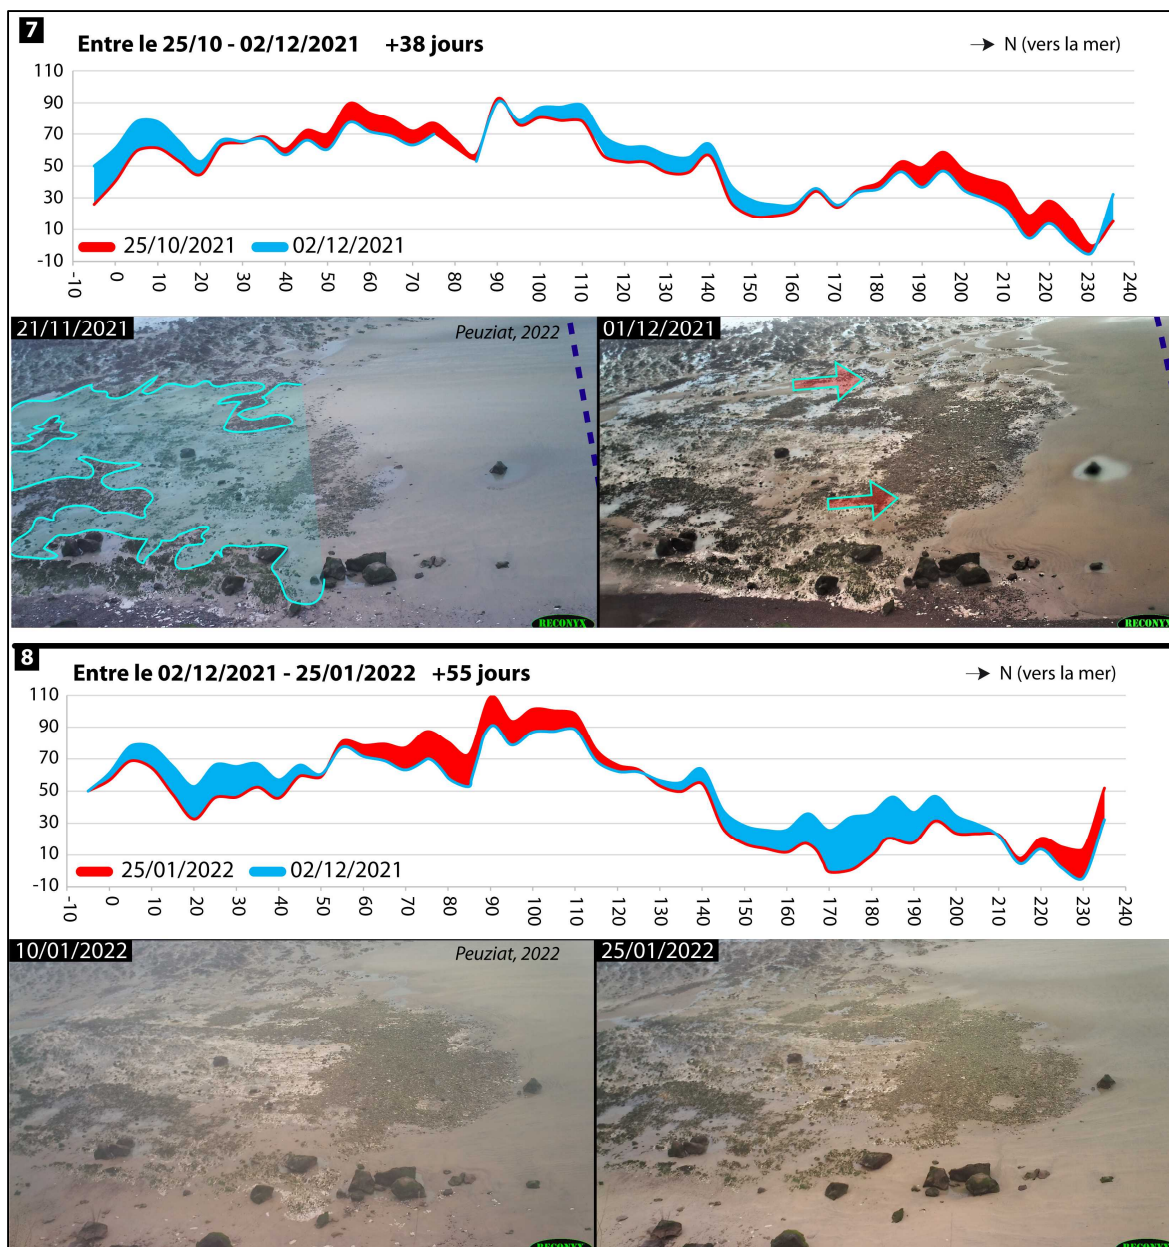 7
Entre le 25/10 - 02/12/2021 +38 jours
→ N (vers la mer)
110
90
70
50
30
10
-10
25/10/2021 02/12/2021
-10 0 10 20 30 40 50 60 70 80 90 100 110 120 130 140 150 160 170 180 190 200 210 220 230 240
21/11/2021
Peuziat, 2022
01/12/2021
RECONYX
RECONYX
8
Entre le 02/12/2021 - 25/01/2022 +55 jours
→ N (vers la mer)
110
90
70
50
30
10
-10
25/01/2022 02/12/2021
-10 0 10 20 30 40 50 60 70 80 90 100 110 120 130 140 150 160 170 180 190 200 210 220 230 240
10/01/2022
Peuziat, 2022
25/01/2022
RECONYX
RECONYX